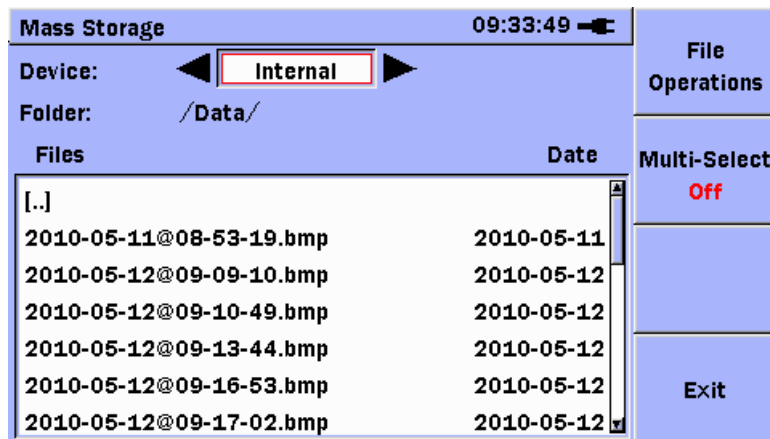 Mass Storage 09:33:49
Device: Internal
Folder: /Data/
Files Date
[..]
2010-05-11@08-53-19.bmp 2010-05-11
2010-05-12@09-09-10.bmp 2010-05-12
2010-05-12@09-10-49.bmp 2010-05-12
2010-05-12@09-13-44.bmp 2010-05-12
2010-05-12@09-16-53.bmp 2010-05-12
2010-05-12@09-17-02.bmp 2010-05-12
File
Operations
Multi-Select
Off
Exit